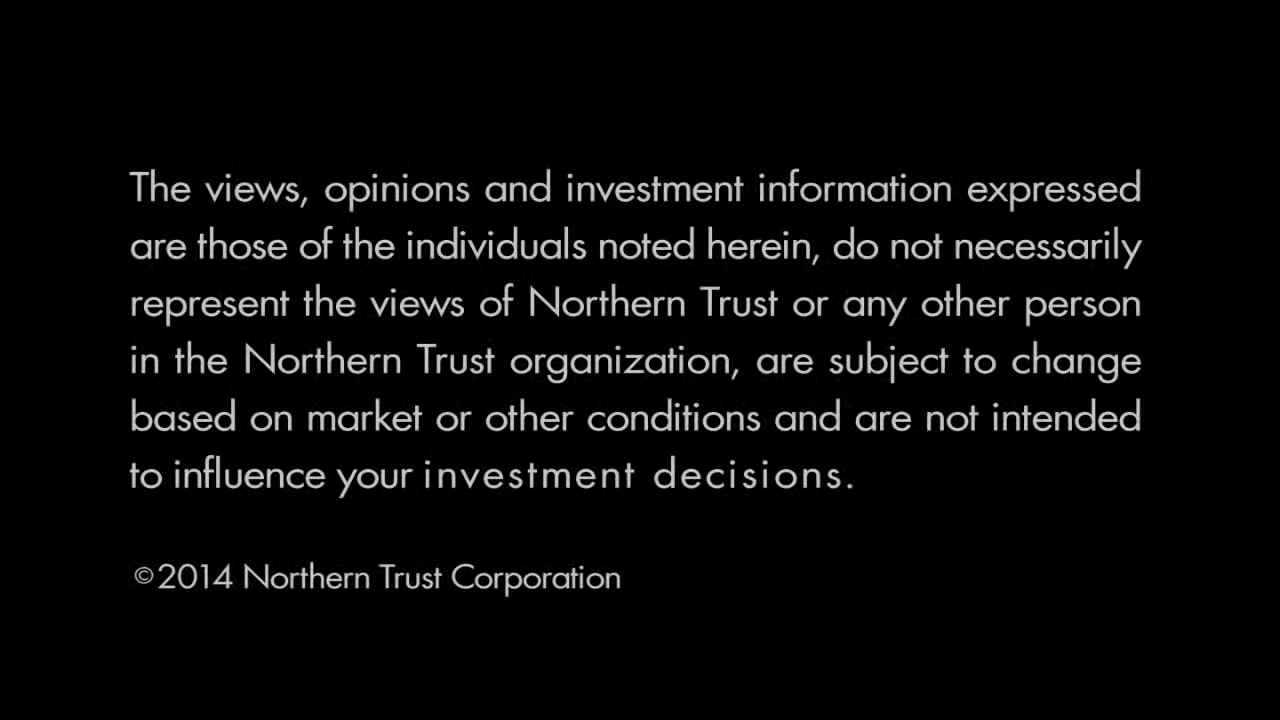 The views, opinions and investment information expressed
are those of the individuals noted herein, do not necessarily
represent the views of Northern Trust or any other person
in the Northern Trust organization, are subject to change
based on market or other conditions and are not intended
to influence your investment decisions.
©2014 Northern Trust Corporation